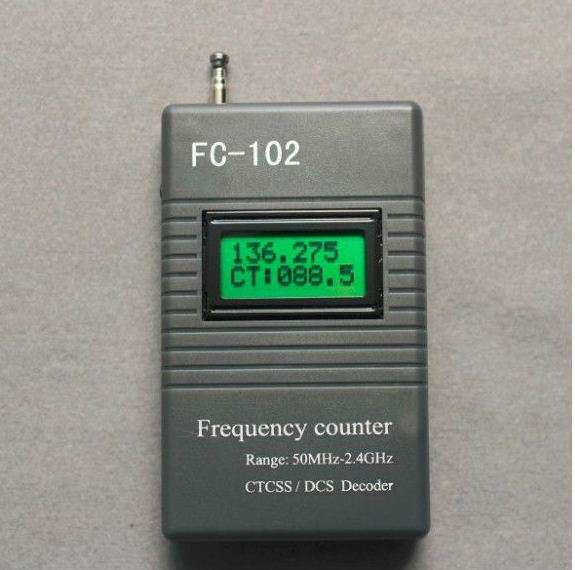 FC-102
136.275
CT:088.5
Frequency counter
Range: 50MHz-2.4GHz
CTCSS / DCS Decoder